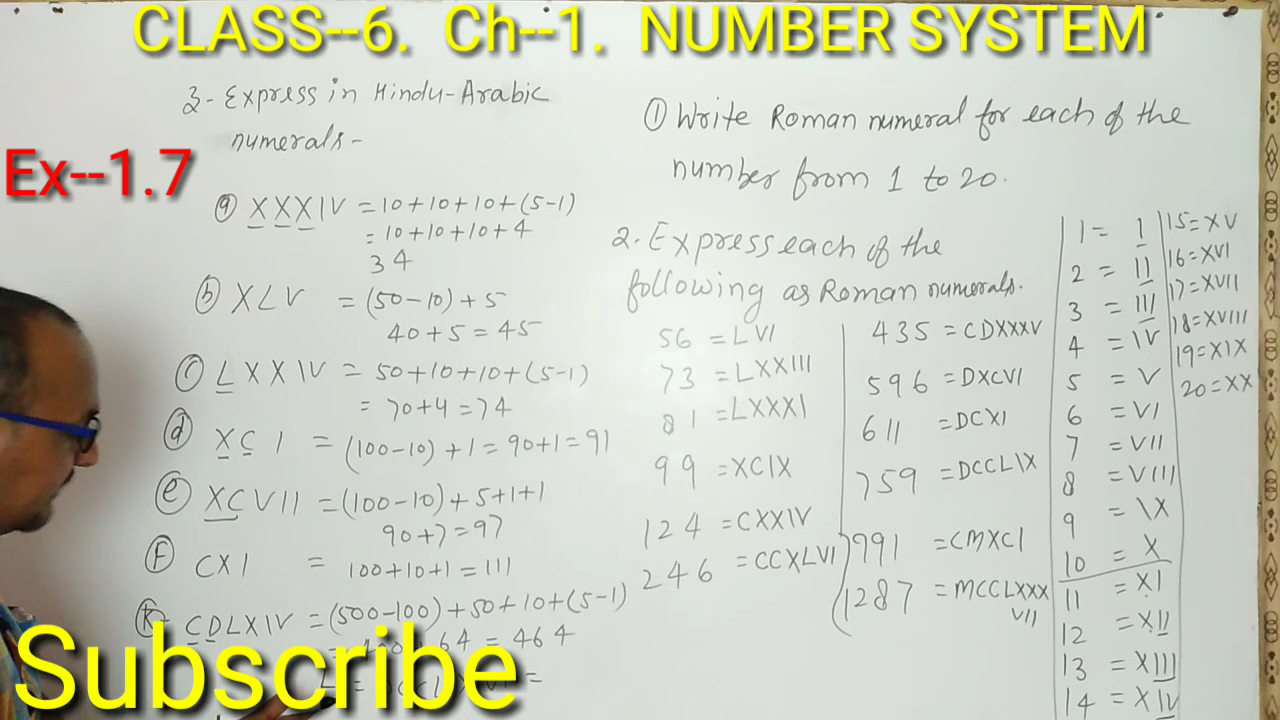 CLASS--6. Ch--1. NUMBER SYSTEM
Ex--1.7
3- Express in Hindu-Arabic
numerals-
a XXXIV = 10+10+10+(5-1)
= 10+10+10+4
34
b XLV = (50-10)+5
40+5=45
c LXXIV = 50+10+10+(5-1)
= 70+4=74
d XCI = (100-10)+1=90+1=91
e XCVII = (100-10)+5+1+1
90+7=97
f CXI = 100+10+1=111
k CDLXIV = (500-100)+50+10+(5-1)
64 = 464
Subscribe
① Write Roman numeral for each of the
number from 1 to 20.
2. Express each of the
following as Roman numerals.
56 = LVI
73 = LXXIII
81 = LXXXI
99 = XCIX
124 = CXXIV
246 = CCXLVI
435 = CDXXXV
596 = DXCVI
611 = DCXI
759 = DCCLIX
991 = CMXCI
1287 = MCCLXXX
VII
1 = I
2 = II
3 = III
4 = IV
5 = V
6 = VI
7 = VII
8 = VIII
9 = IX
10 = X
11 = XI
12 = XII
13 = XIII
14 = XIV
15 = XV
16 = XVI
17 = XVII
18 = XVIII
19 = XIX
20 = XX